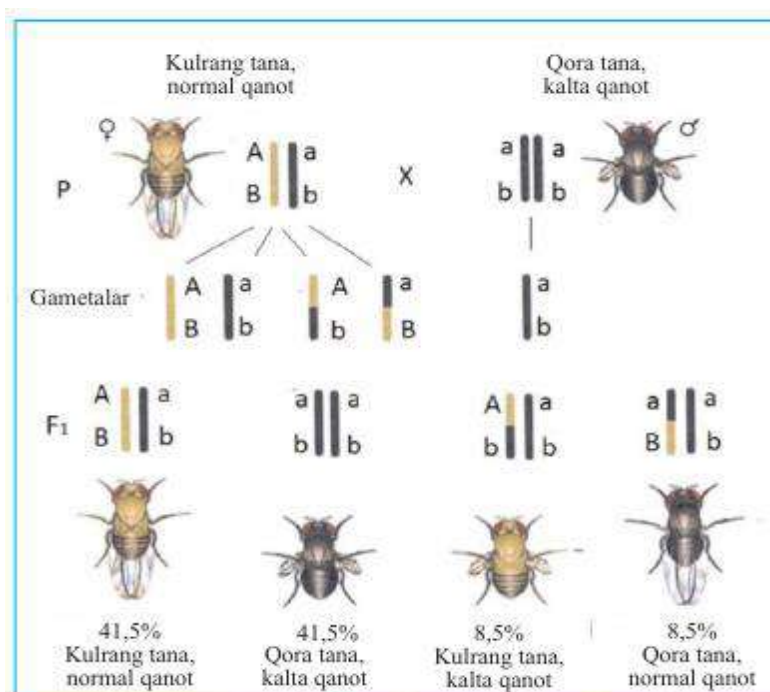 Kulrang tana, Qora tana,
normal qanot kalta qanot
♀ ♂
A a X a a
P B b b b
Gametalar A a A a a
B b b B b
A a a a A a a a
F1 B b b b b b B b
41,5% 41,5% 8,5% 8,5%
Kulrang tana, Qora tana, Kulrang tana, Qora tana,
normal qanot kalta qanot kalta qanot normal qanot